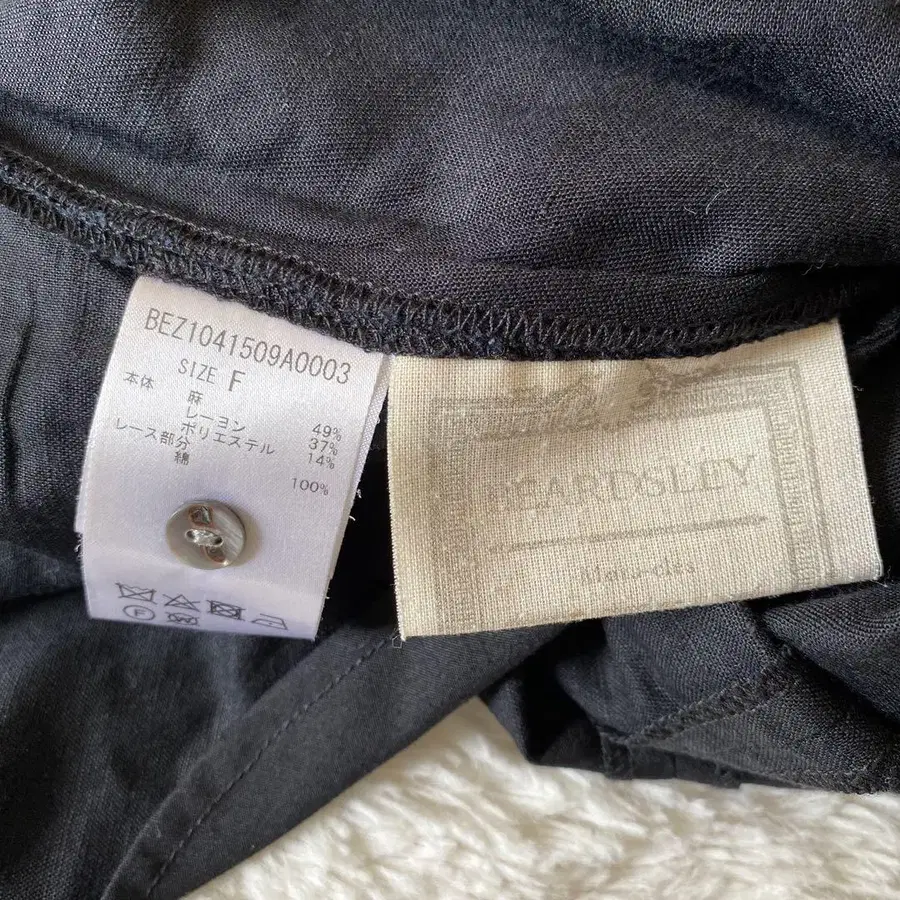 BEZ1041509A0003
SIZE F
本体 麻 49%
レーヨン 37%
ポリエステル 14%
レース部分
綿 100%
F W
BEARDSLEY